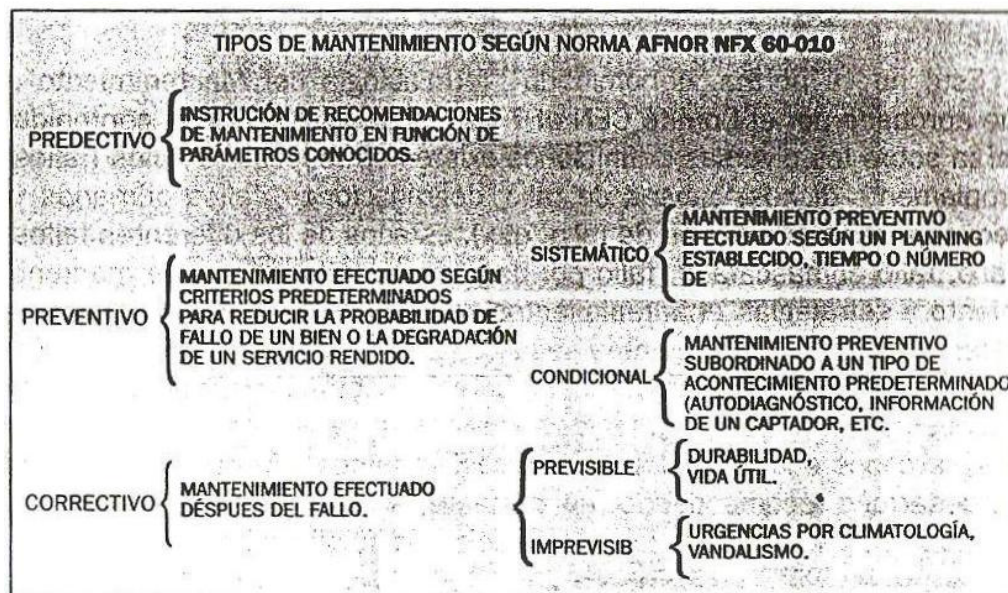 TIPOS DE MANTENIMIENTO SEGÚN NORMA AFNOR NFX 60-010
PREDECTIVO
INSTRUCIÓN DE RECOMENDACIONES
DE MANTENIMIENTO EN FUNCIÓN DE
PARÁMETROS CONOCIDOS.
PREVENTIVO
MANTENIMIENTO EFECTUADO SEGÚN
CRITERIOS PREDETERMINADOS
PARA REDUCIR LA PROBABILIDAD DE
FALLO DE UN BIEN O LA DEGRADACIÓN
DE UN SERVICIO RENDIDO.
SISTEMÁTICO
MANTENIMIENTO PREVENTIVO
EFECTUADO SEGÚN UN PLANNING
ESTABLECIDO, TIEMPO O NÚMERO
DE
CONDICIONAL
MANTENIMIENTO PREVENTIVO
SUBORDINADO A UN TIPO DE
ACONTECIMIENTO PREDETERMINADO
(AUTODIAGNÓSTICO, INFORMACIÓN
DE UN CAPTADOR, ETC.
CORRECTIVO
MANTENIMIENTO EFECTUADO
DÉSPUES DEL FALLO.
PREVISIBLE
DURABILIDAD,
VIDA ÚTIL.
IMPREVISIB
URGENCIAS POR CLIMATOLOGÍA,
VANDALISMO.